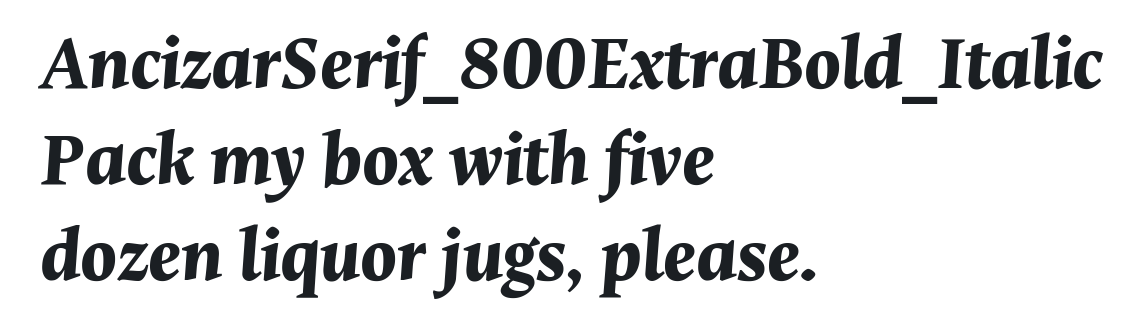 AncizarSerif_800ExtraBold_Italic
Pack my box with five
dozen liquor jugs, please.